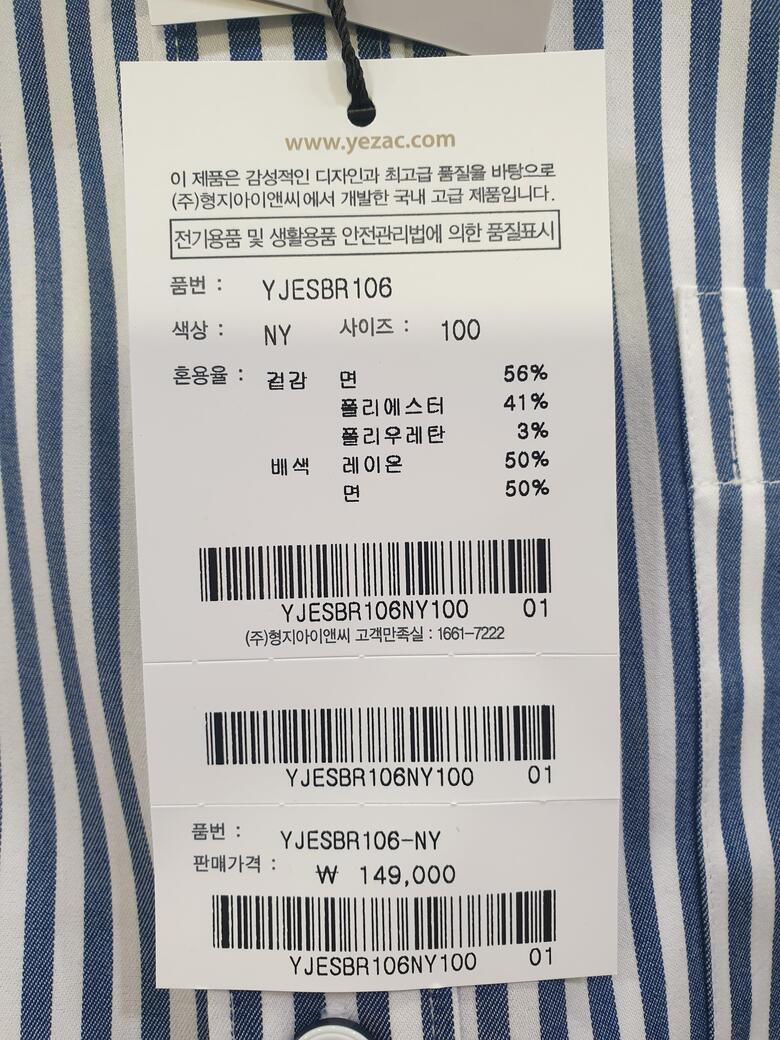 www.yezac.com
이 제품은 감성적인 디자인과 최고급 품질을 바탕으로
(주)형지아이앤씨에서 개발한 국내 고급 제품입니다.
전기용품 및 생활용품 안전관리법에 의한 품질표시
품번 : YJESBR106
색상 : NY 사이즈 : 100
혼용율 : 겉감 면 56%
폴리에스터 41%
폴리우레탄 3%
배색 레이온 50%
면 50%
YJESBR106NY100 01
(주)형지아이앤씨 고객만족실 : 1661-7222
YJESBR106NY100 01
품번 : YJESBR106-NY
판매가격 : ₩ 149,000
YJESBR106NY100 01